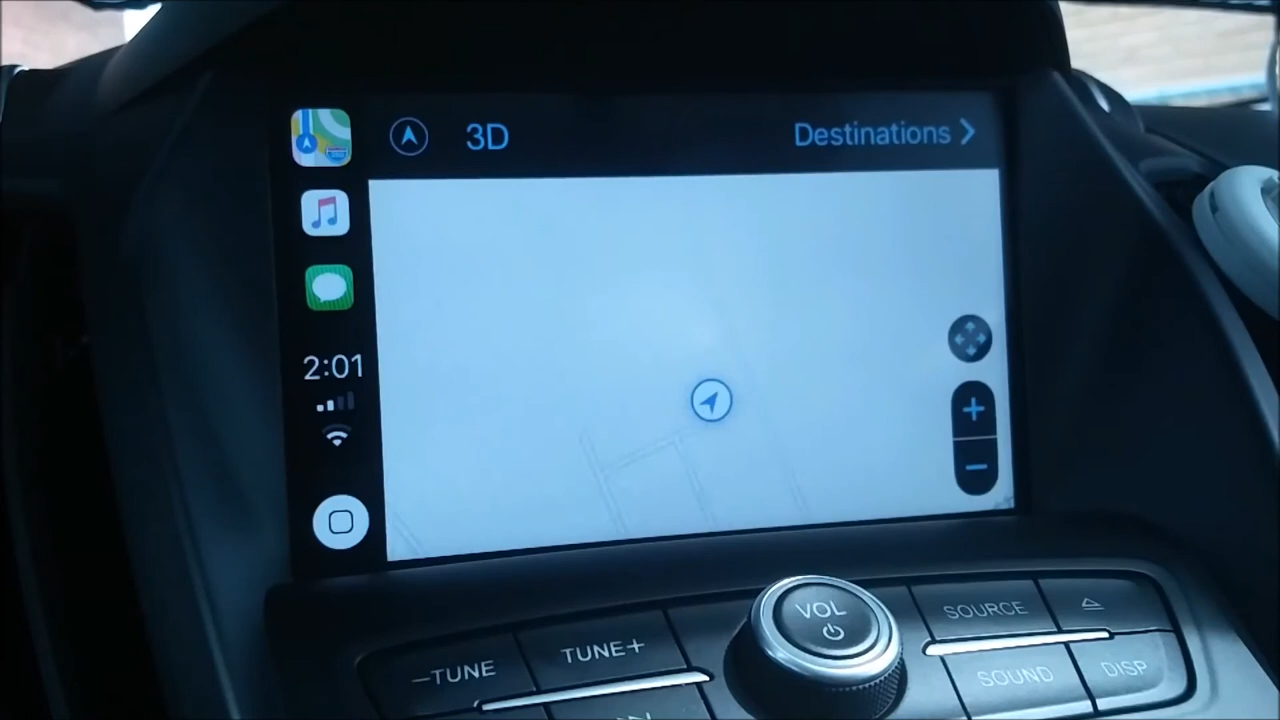 3D
Destinations
2:01
VOL
SOURCE
–TUNE
TUNE+
SOUND
DISP